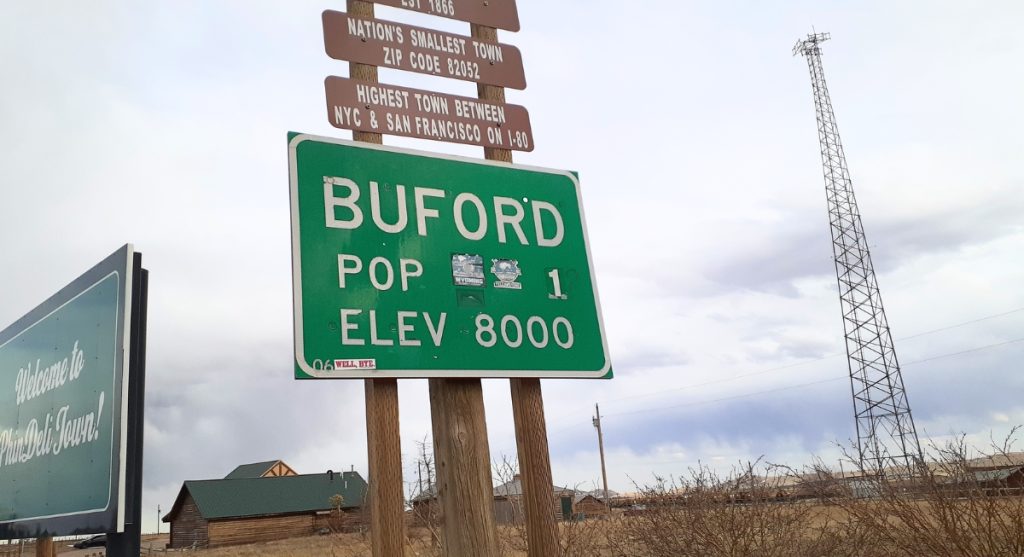 EST 1866
NATION'S SMALLEST TOWN
ZIP CODE 82052
HIGHEST TOWN BETWEEN
NYC & SAN FRANCISCO ON I-80
BUFORD
POP 1
ELEV 8000
06 WELL, BYE.
Welcome to
PhinDeli Town!
WYOMING